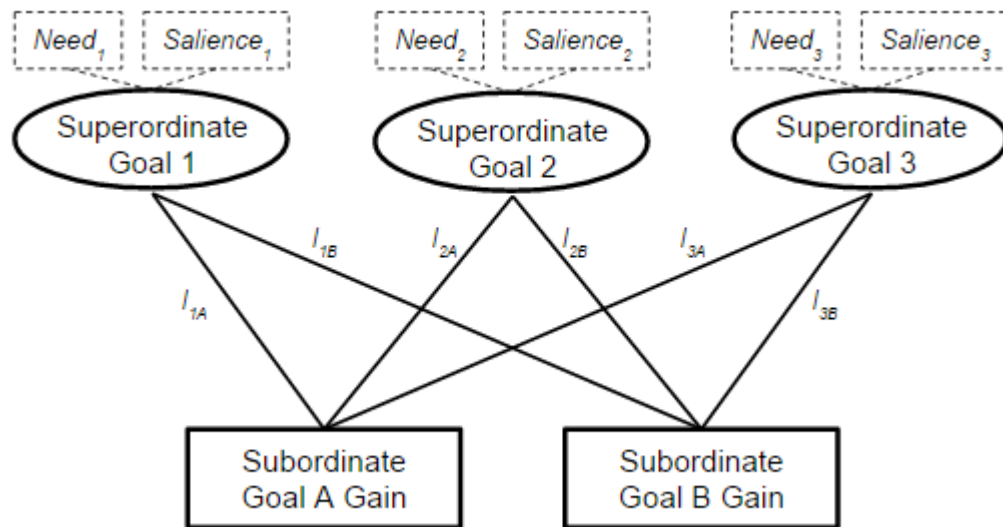 Need1
Salience1
Need2
Salience2
Need3
Salience3
Superordinate
Goal 1
Superordinate
Goal 2
Superordinate
Goal 3
I1A
I1B
I2A
I2B
I3A
I3B
Subordinate
Goal A Gain
Subordinate
Goal B Gain